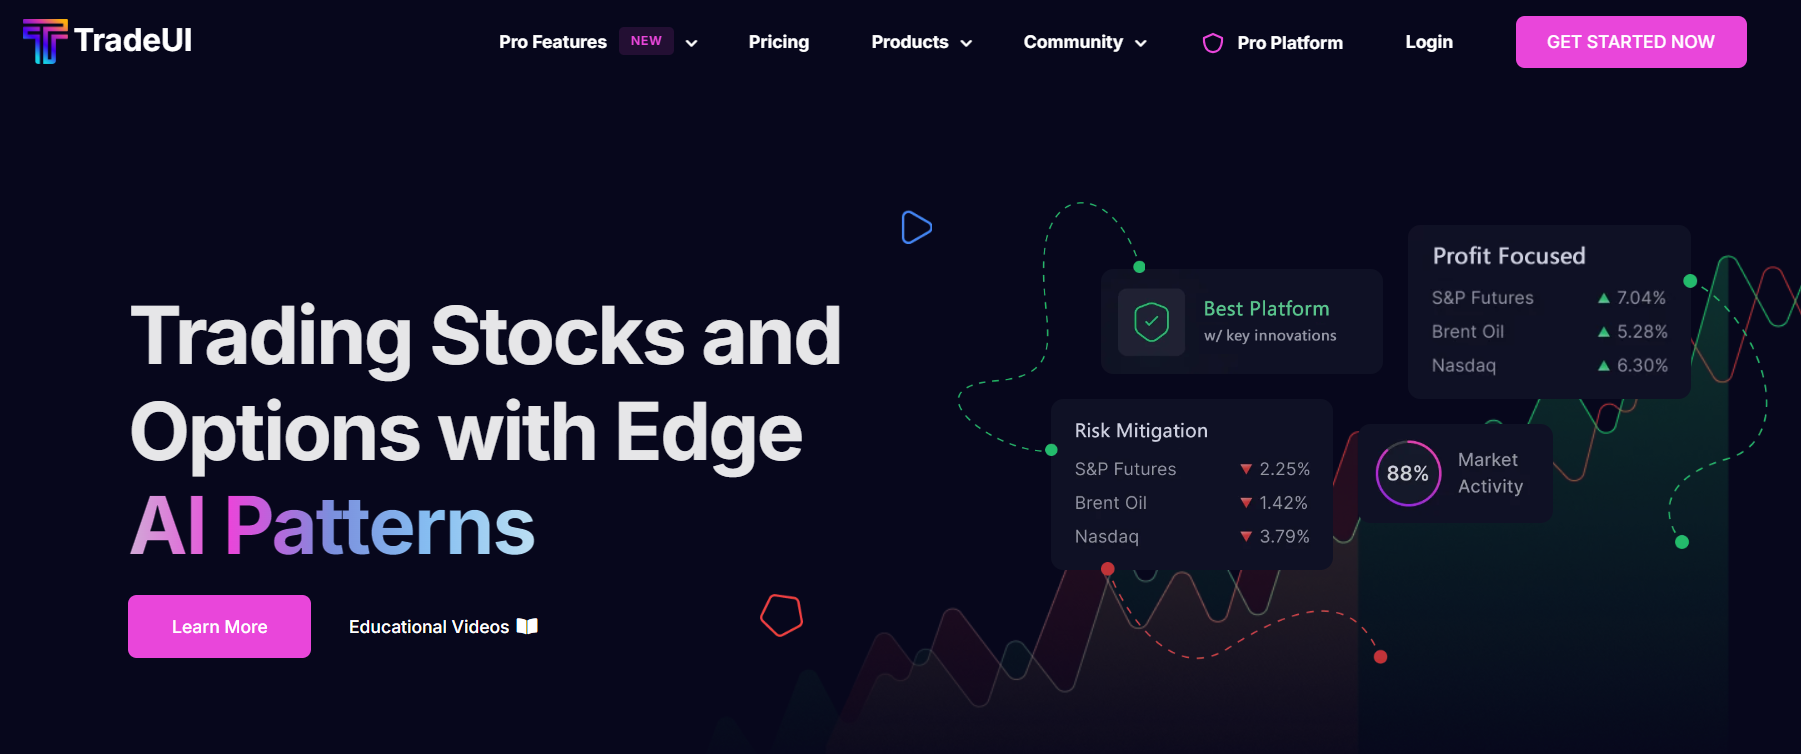 TradeUI
Pro Features NEW
Pricing
Products
Community
Pro Platform
Login
GET STARTED NOW
Trading Stocks and
Options with Edge
AI Patterns
Learn More
Educational Videos
Best Platform
w/ key innovations
Profit Focused
S&P Futures ▲ 7.04%
Brent Oil ▲ 5.28%
Nasdaq ▲ 6.30%
Risk Mitigation
S&P Futures ▼ 2.25%
Brent Oil ▼ 1.42%
Nasdaq ▼ 3.79%
88%
Market
Activity